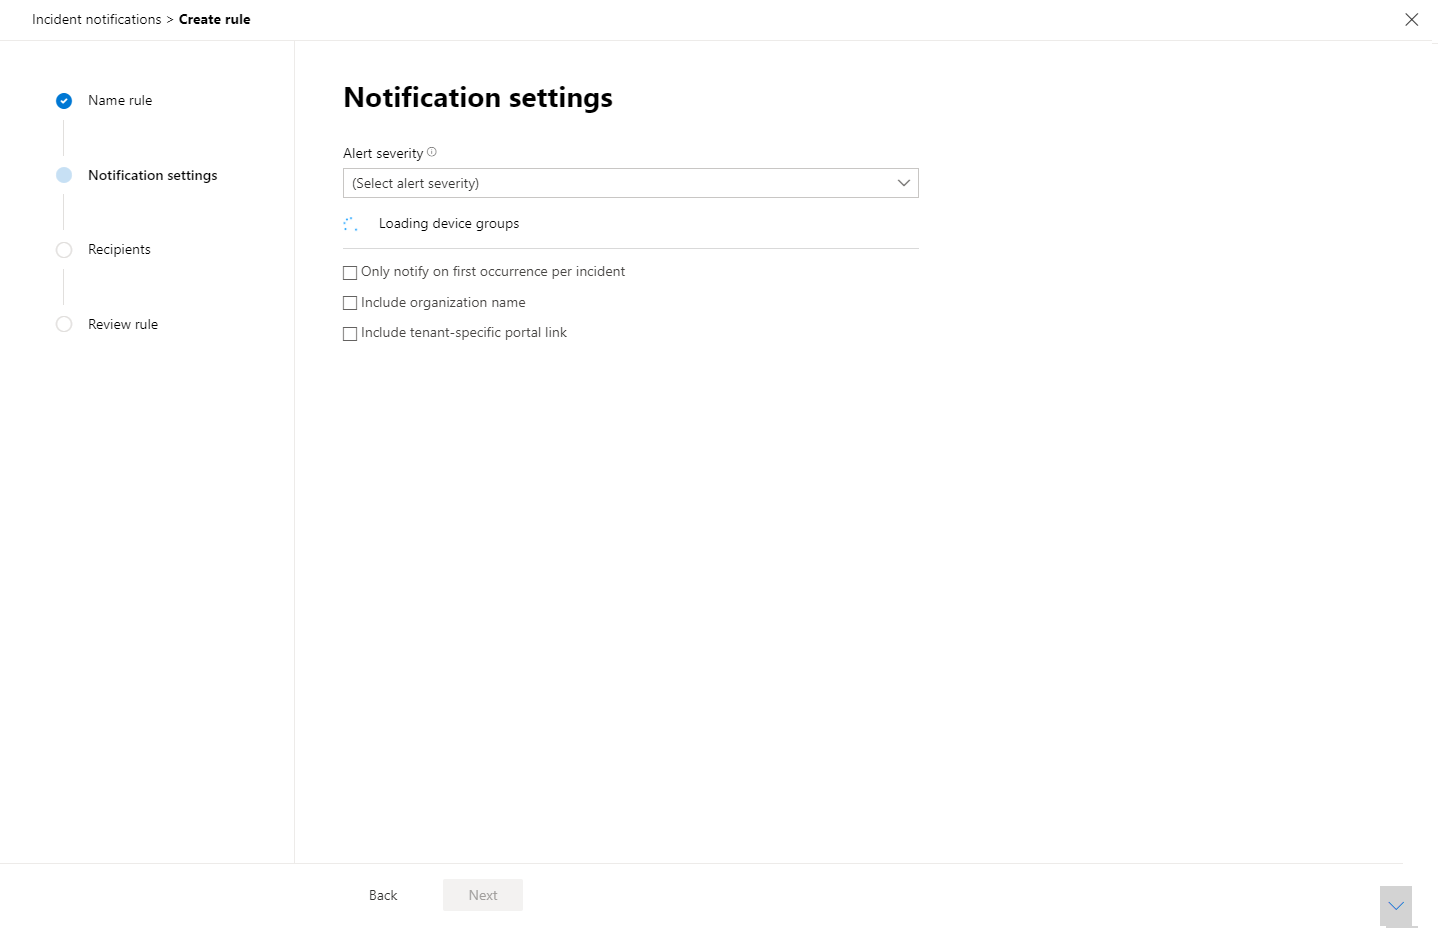 Incident notifications > Create rule
Name rule
Notification settings
Recipients
Review rule
Notification settings
Alert severity
(Select alert severity)
Loading device groups
Only notify on first occurrence per incident
Include organization name
Include tenant-specific portal link
Back
Next